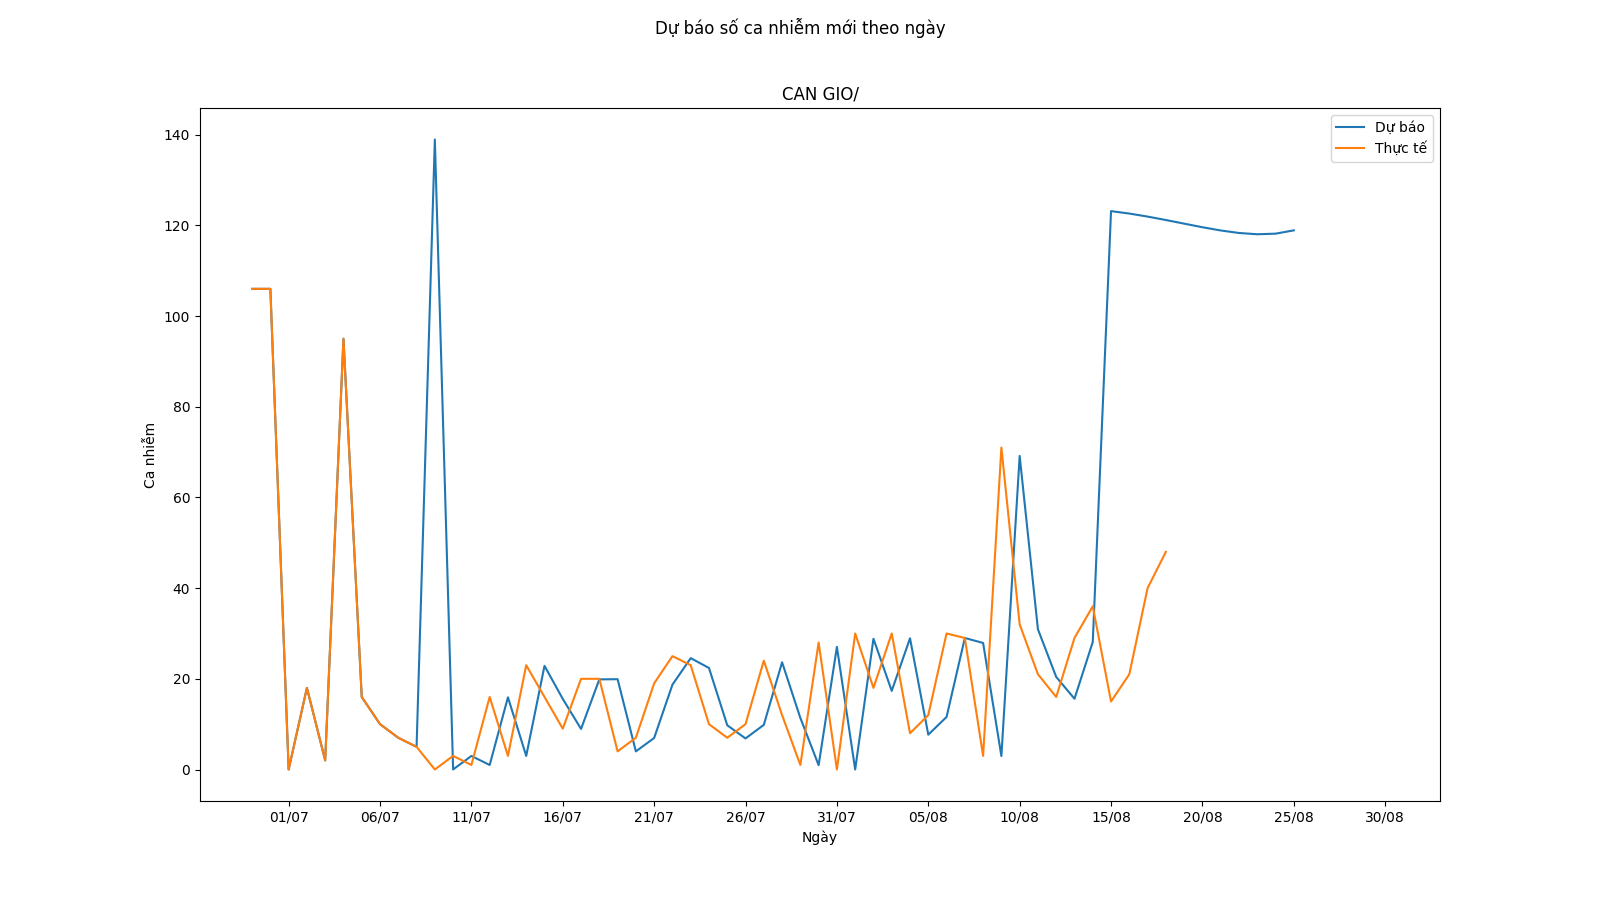 Dự báo số ca nhiễm mới theo ngày
CAN GIO/
Dự báo
Thực tế
140
120
100
80
60
40
20
0
Ca nhiễm
01/07 06/07 11/07 16/07 21/07 26/07 31/07 05/08 10/08 15/08 20/08 25/08 30/08
Ngày